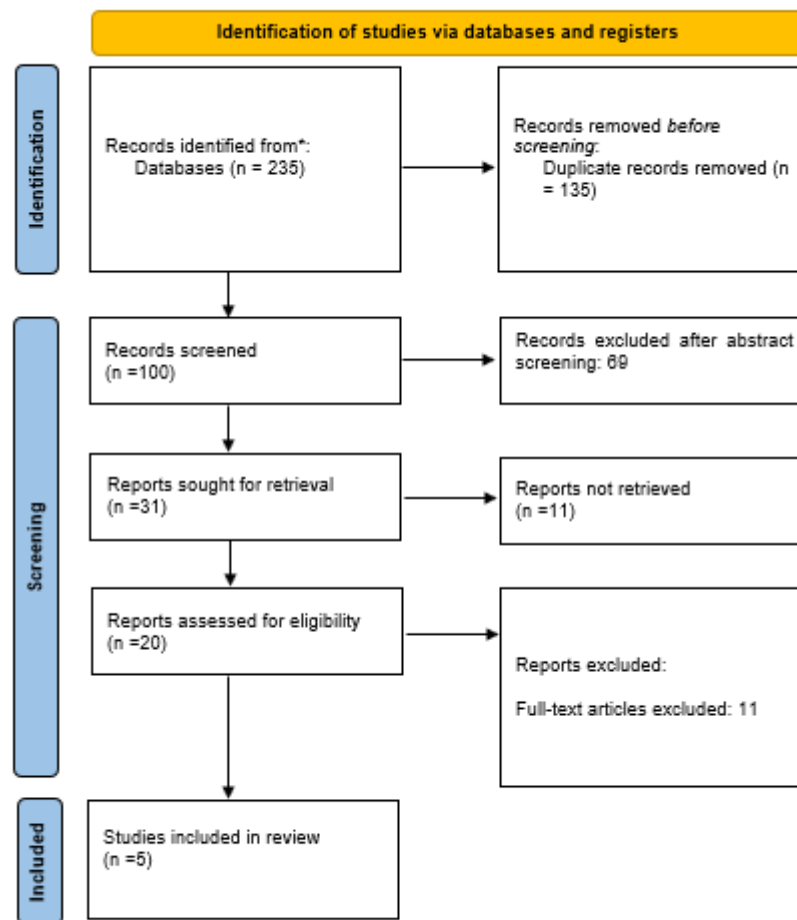 Identification of studies via databases and registers
Identification
Records identified from*:
Databases (n = 235)
Records removed before
screening:
Duplicate records removed (n
= 135)
Screening
Records screened
(n =100)
Records excluded after abstract
screening: 69
Reports sought for retrieval
(n =31)
Reports not retrieved
(n =11)
Reports assessed for eligibility
(n =20)
Reports excluded:
Full-text articles excluded: 11
Included
Studies included in review
(n =5)